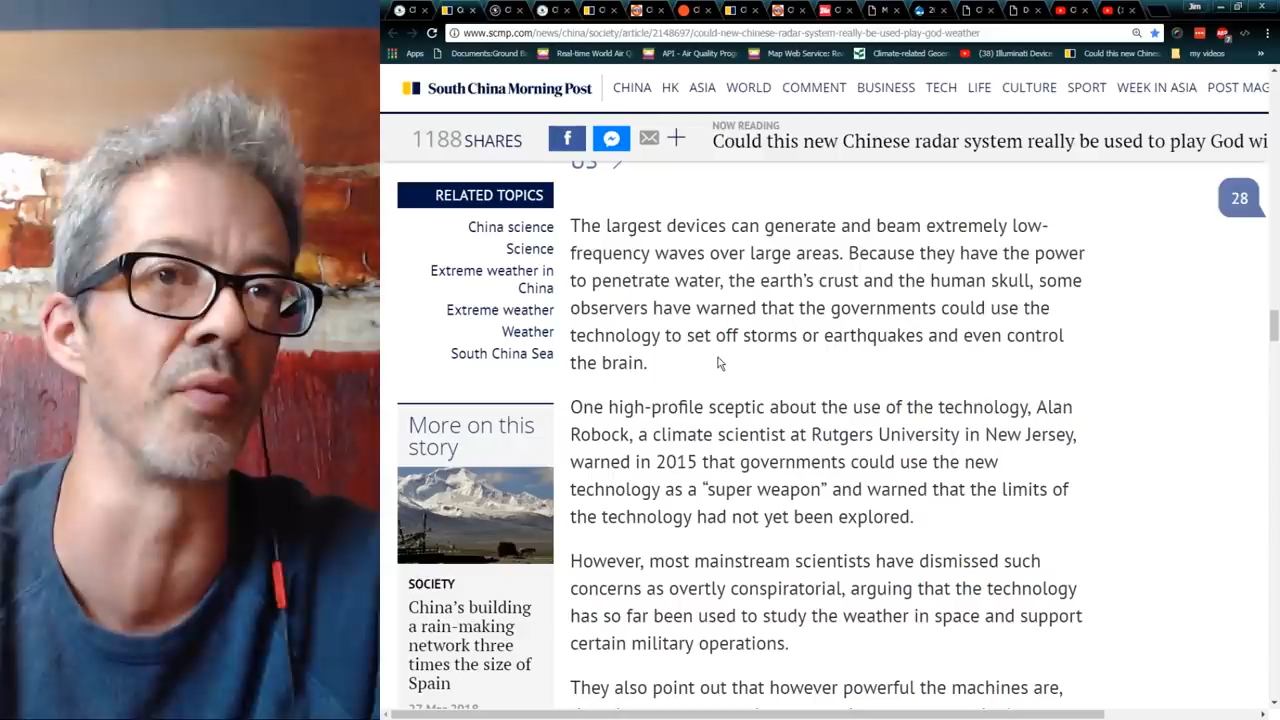 Jim
www.scmp.com/news/china/society/article/2148697/could-new-chinese-radar-system-really-be-used-play-god-weather
Apps
Documents:Ground B
Real-time World Air Q
API - Air Quality Prog
Map Web Service: Re
Climate-related Geoe
(38) Illuminati Device
Could this new Chines
my videos
South China Morning Post
CHINA HK ASIA WORLD COMMENT BUSINESS TECH LIFE CULTURE SPORT WEEK IN ASIA POST MAG
1188 SHARES
NOW READING
Could this new Chinese radar system really be used to play God wi
28
US
RELATED TOPICS
China science
Science
Extreme weather in
China
Extreme weather
Weather
South China Sea
More on this
story
SOCIETY
China’s building
a rain-making
network three
times the size of
Spain
27 Mar 2018
The largest devices can generate and beam extremely low-
frequency waves over large areas. Because they have the power
to penetrate water, the earth’s crust and the human skull, some
observers have warned that the governments could use the
technology to set off storms or earthquakes and even control
the brain.
One high-profile sceptic about the use of the technology, Alan
Robock, a climate scientist at Rutgers University in New Jersey,
warned in 2015 that governments could use the new
technology as a “super weapon” and warned that the limits of
the technology had not yet been explored.
However, most mainstream scientists have dismissed such
concerns as overtly conspiratorial, arguing that the technology
has so far been used to study the weather in space and support
certain military operations.
They also point out that however powerful the machines are,